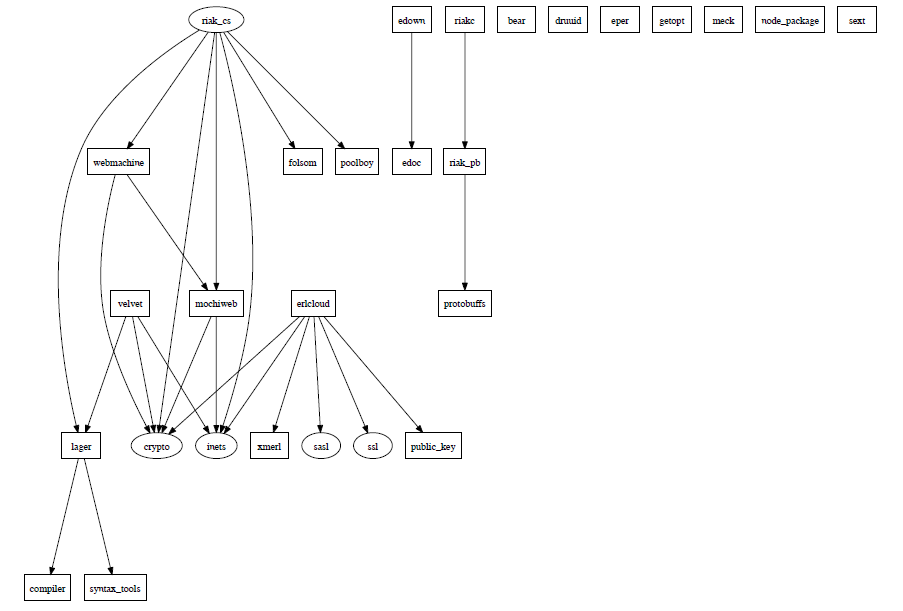 riak_cs
edown
riakc
bear
druuid
eper
getopt
meck
node_package
sext
webmachine
folsom
poolboy
edoc
riak_pb
velvet
mochiweb
erlcloud
protobuffs
lager
crypto
inets
xmerl
sasl
ssl
public_key
compiler
syntax_tools